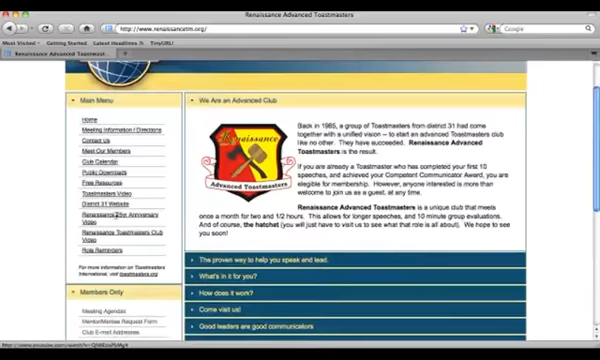 Renaissance Advanced Toastmasters
http://www.renaissancetm.org/
Google
Most Visited
Getting Started
Latest Headlines
TinyURL!
Renaissance Advanced Toastmast...
Main Menu
Home
Meeting Information / Directions
Contact Us
Meet Our Members
Club Calendar
Public Downloads
Free Resources
Toastmasters Video
District 31 Website
Renaissance 25th Anniversary
Video
Renaissance Toastmasters Club
Video
Role Reminders
For more information on Toastmasters
International, visit toastmasters.org
Members Only
Meeting Agendas
Mentor/Mentee Request Form
Club E-mail Addresses
We Are an Advanced Club
Renaissance
Advanced Toastmasters
Back in 1985, a group of Toastmasters from district 31 had come
together with a unified vision -- to start an advanced Toastmasters club
like no other. They have succeeded. Renaissance Advanced
Toastmasters is the result.
If you are already a Toastmaster who has completed your first 10
speeches, and achieved your Competent Communicator Award, you are
elegible for membership. However, anyone interested is more than
welcome to join us as a guest, at any time.
Renaissance Advanced Toastmasters is a unique club that meets
once a month for two and 1/2 hours. This allows for longer speeches, and 10 minute group evaluations.
And of course, the hatchet (you will just have to visit us to see what that role is all about). We hope to
see you soon!
The proven way to help you speak and lead.
What's in it for you?
How does it work?
Come visit us!
Good leaders are good communicators